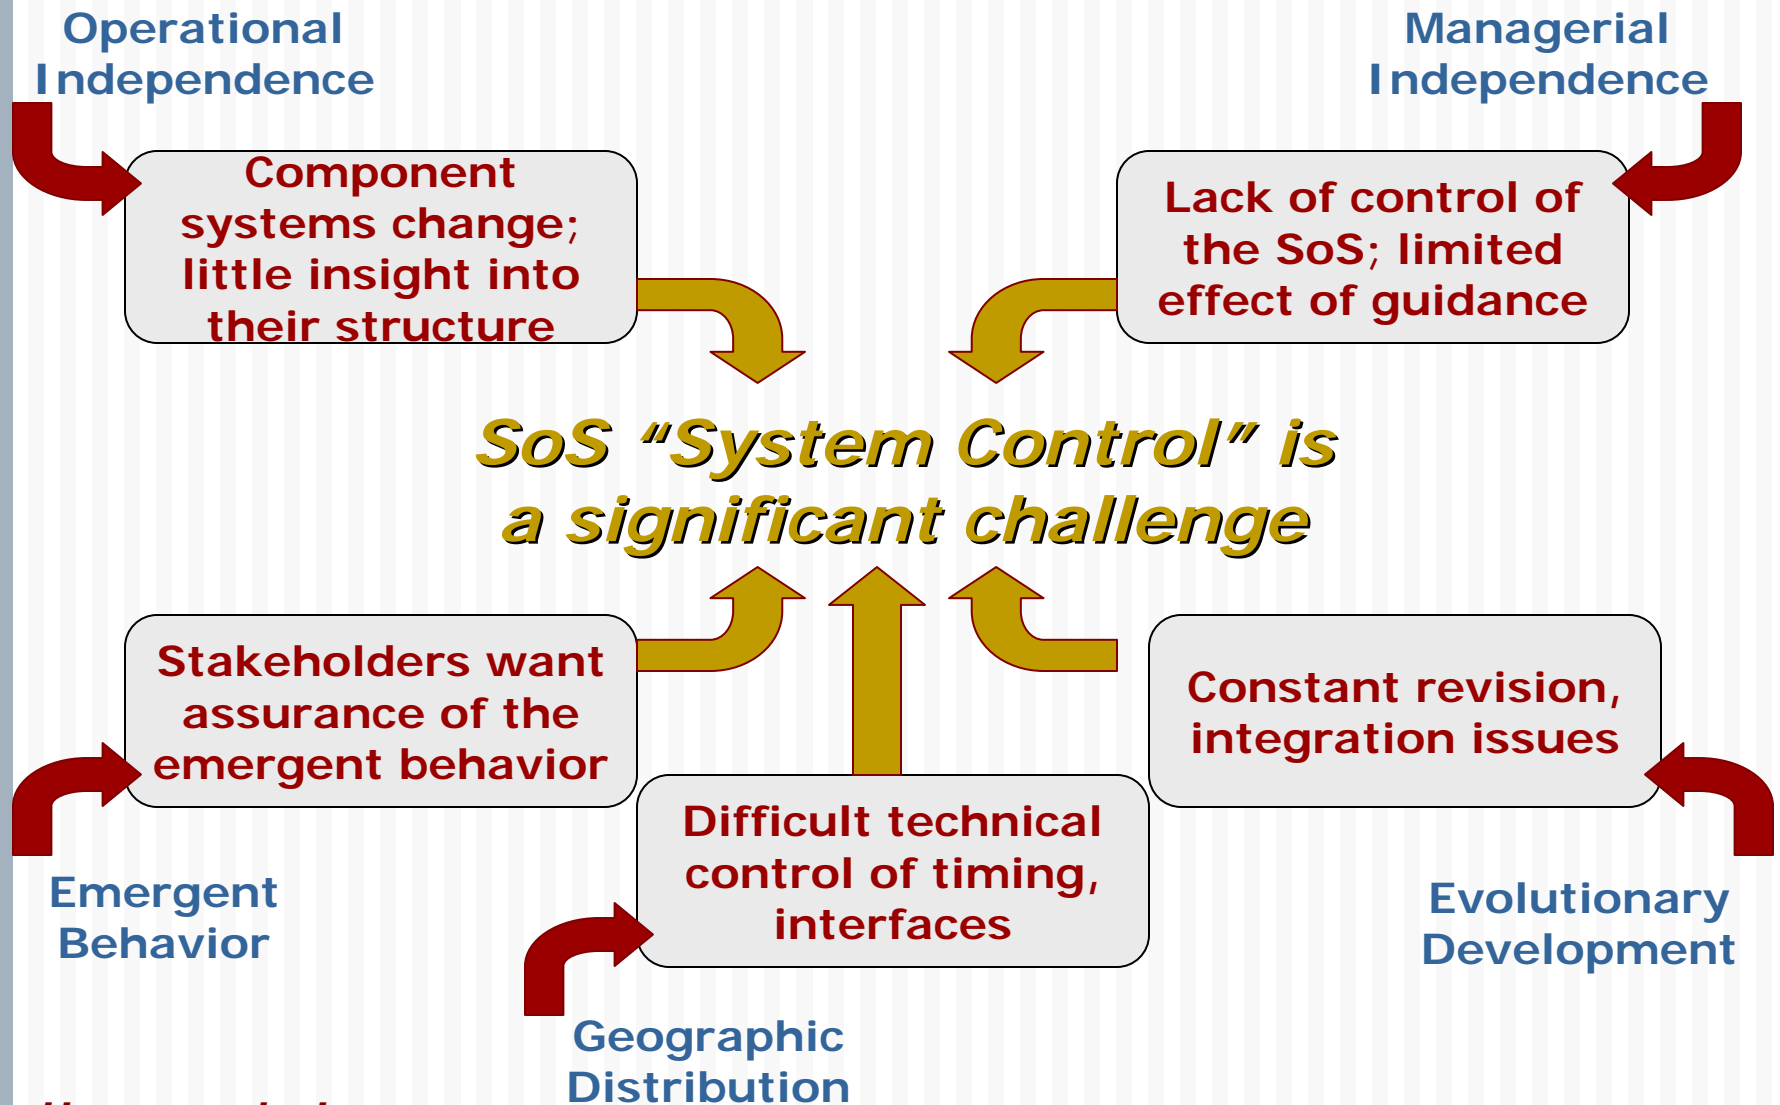 Operational
Independence
Managerial
Independence
Component
systems change;
little insight into
their structure
Lack of control of
the SoS; limited
effect of guidance
SoS “System Control” is
a significant challenge
Stakeholders want
assurance of the
emergent behavior
Constant revision,
integration issues
Difficult technical
control of timing,
interfaces
Emergent
Behavior
Evolutionary
Development
Geographic
Distribution